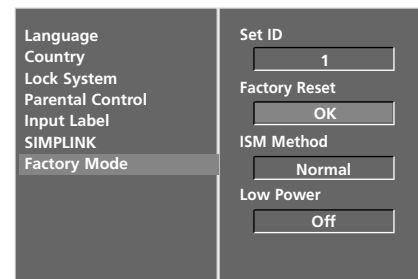 Language
Country
Lock System
Parental Control
Input Label
SIMPLINK
Factory Mode
Set ID
1
Factory Reset
OK
ISM Method
Normal
Low Power
Off